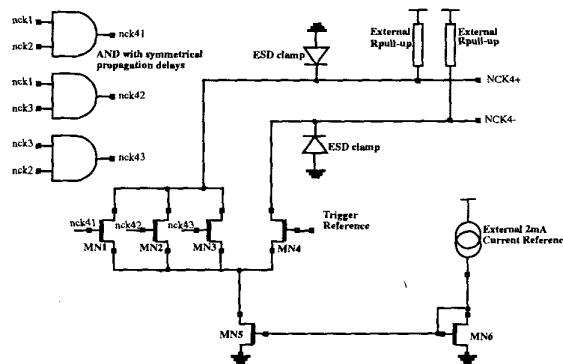 nck1
nck2
nck41
AND with symmetrical
propagation delays
nck1
nck3
nck42
nck3
nck2
nck43
ESD clamp
External
Rpull-up
External
Rpull-up
NCK4+
NCK4-
ESD clamp
nck41
nck42
nck43
MN1
MN2
MN3
MN4
Trigger
Reference
External 2mA
Current Reference
MN5
MN6